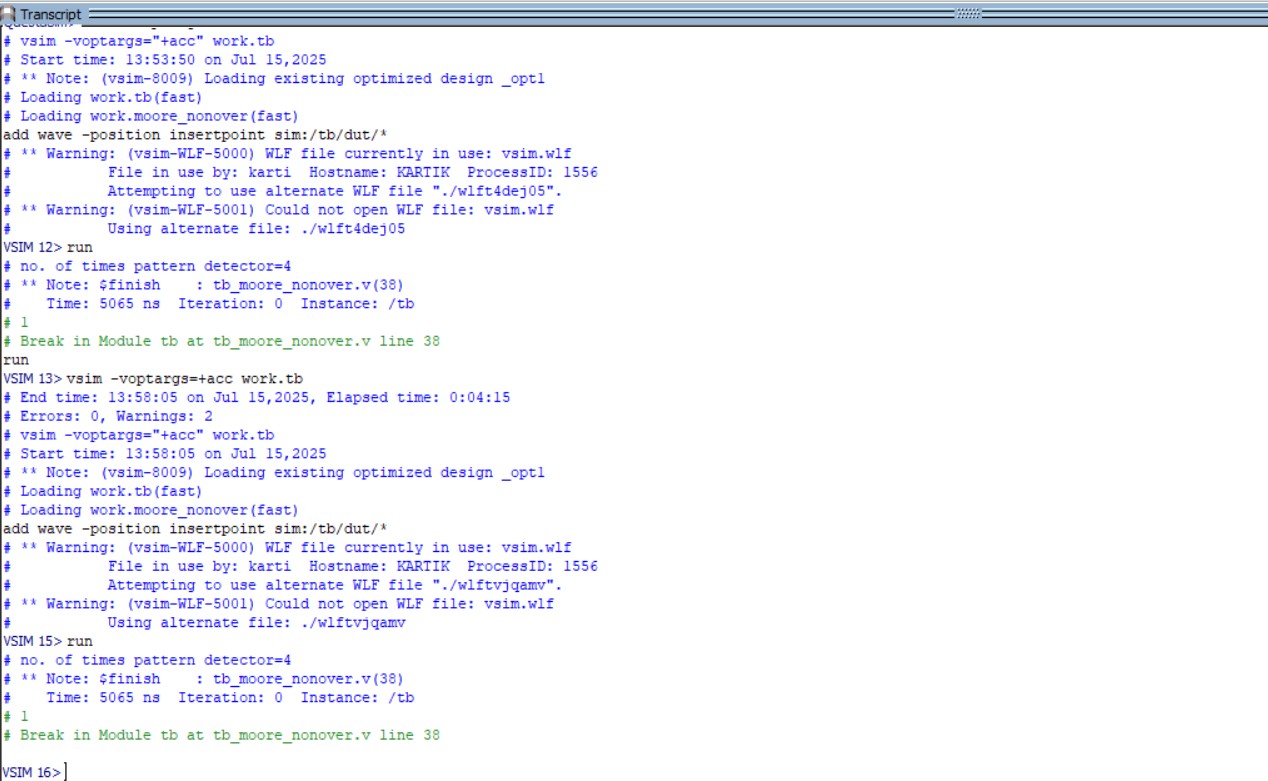 Transcript
# vsim -voptargs="+acc" work.tb
# Start time: 13:53:50 on Jul 15,2025
# ** Note: (vsim-8009) Loading existing optimized design _opt1
# Loading work.tb(fast)
# Loading work.moore_nonover(fast)
add wave -position insertpoint sim:/tb/dut/*
# ** Warning: (vsim-WLF-5000) WLF file currently in use: vsim.wlf
#          File in use by: karti  Hostname: KARTIK  ProcessID: 1556
#          Attempting to use alternate WLF file "./wlft4dej05".
# ** Warning: (vsim-WLF-5001) Could not open WLF file: vsim.wlf
#          Using alternate file: ./wlft4dej05
VSIM 12> run
# no. of times pattern detector=4
# ** Note: $finish    : tb_moore_nonover.v(38)
#    Time: 5065 ns  Iteration: 0  Instance: /tb
# 1
# Break in Module tb at tb_moore_nonover.v line 38
run
VSIM 13> vsim -voptargs=+acc work.tb
# End time: 13:58:05 on Jul 15,2025, Elapsed time: 0:04:15
# Errors: 0, Warnings: 2
# vsim -voptargs="+acc" work.tb
# Start time: 13:58:05 on Jul 15,2025
# ** Note: (vsim-8009) Loading existing optimized design _opt1
# Loading work.tb(fast)
# Loading work.moore_nonover(fast)
add wave -position insertpoint sim:/tb/dut/*
# ** Warning: (vsim-WLF-5000) WLF file currently in use: vsim.wlf
#          File in use by: karti  Hostname: KARTIK  ProcessID: 1556
#          Attempting to use alternate WLF file "./wlftvjqamv".
# ** Warning: (vsim-WLF-5001) Could not open WLF file: vsim.wlf
#          Using alternate file: ./wlftvjqamv
VSIM 15> run
# no. of times pattern detector=4
# ** Note: $finish    : tb_moore_nonover.v(38)
#    Time: 5065 ns  Iteration: 0  Instance: /tb
# 1
# Break in Module tb at tb_moore_nonover.v line 38
VSIM 16>